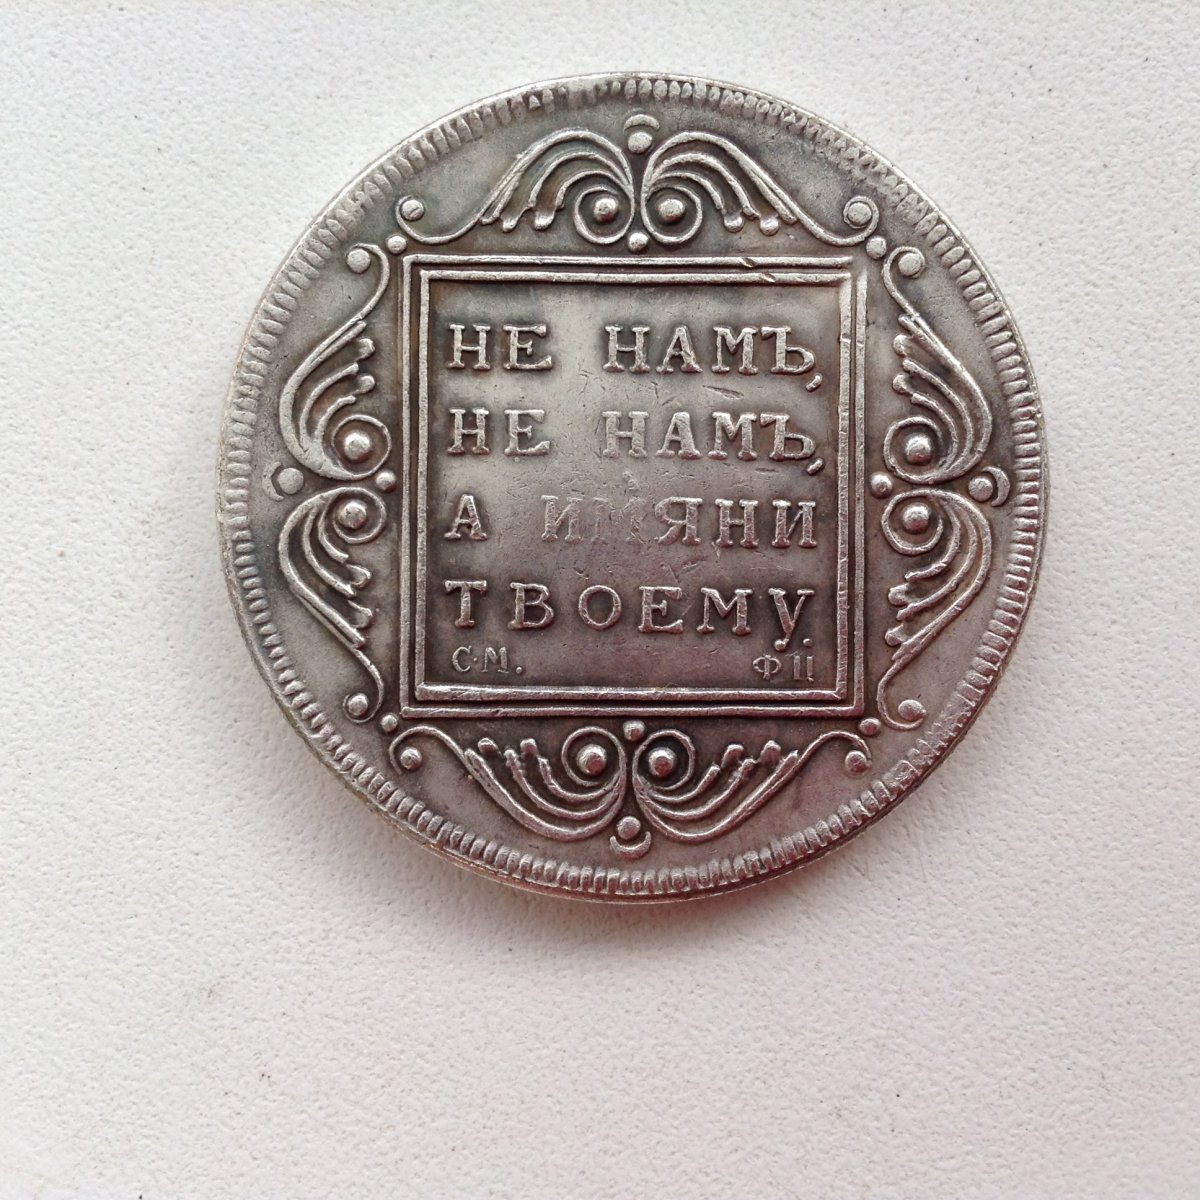 НЕ НАМЪ,
НЕ НАМЪ,
А ИМЯНИ
ТВОЕМУ.
С·М. ФЦ